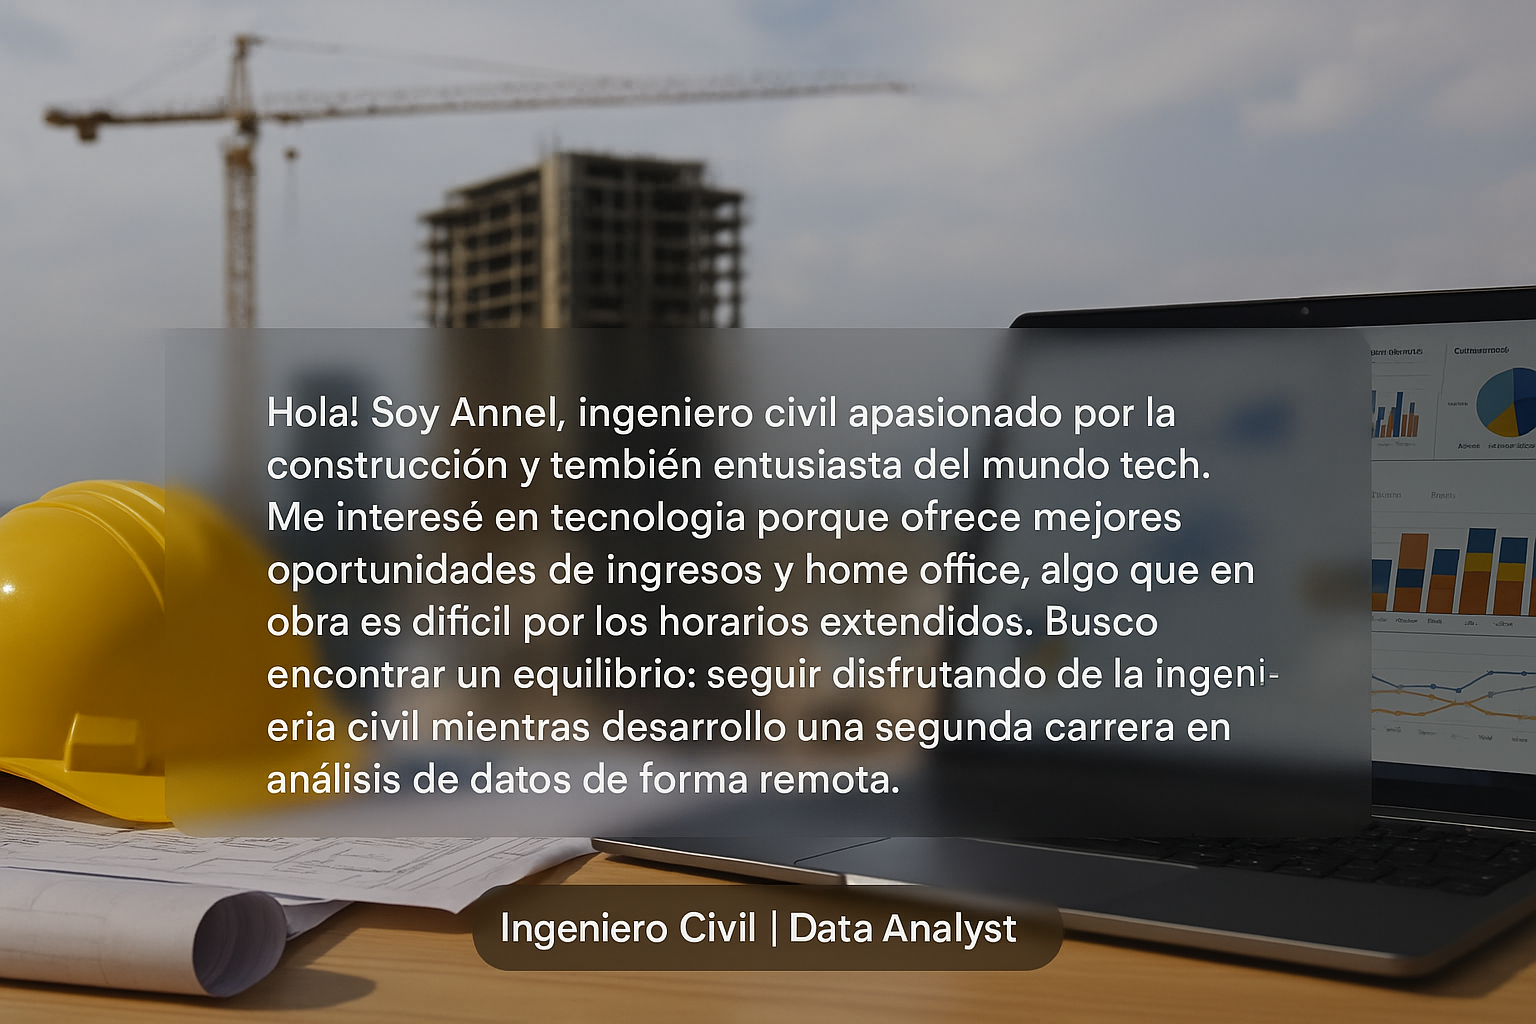 Hola! Soy Annel, ingeniero civil apasionado por la
construcción y tembién entusiasta del mundo tech.
Me interesé en tecnologia porque ofrece mejores
oportunidades de ingresos y home office, algo que en
obra es difícil por los horarios extendidos. Busco
encontrar un equilibrio: seguir disfrutando de la ingeni-
eria civil mientras desarrollo una segunda carrera en
análisis de datos de forma remota.
Ingeniero Civil | Data Analyst